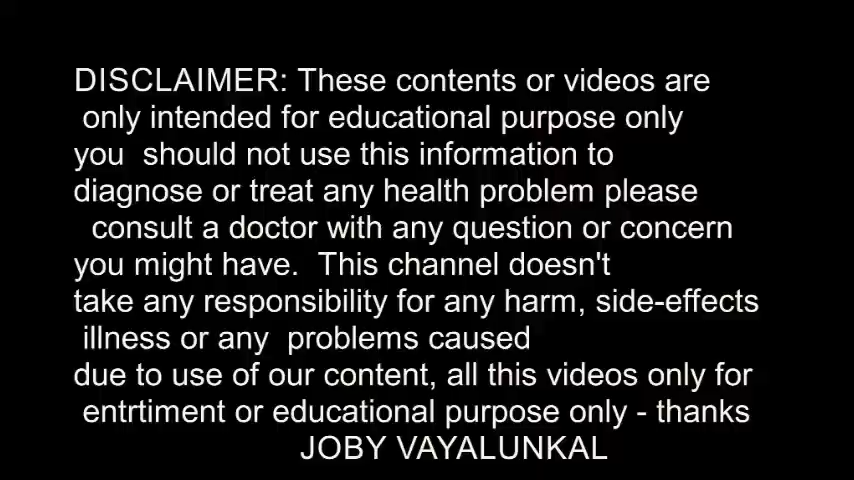 DISCLAIMER: These contents or videos are
only intended for educational purpose only
you should not use this information to
diagnose or treat any health problem please
consult a doctor with any question or concern
you might have. This channel doesn't
take any responsibility for any harm, side-effects
illness or any problems caused
due to use of our content, all this videos only for
entrtiment or educational purpose only - thanks
JOBY VAYALUNKAL